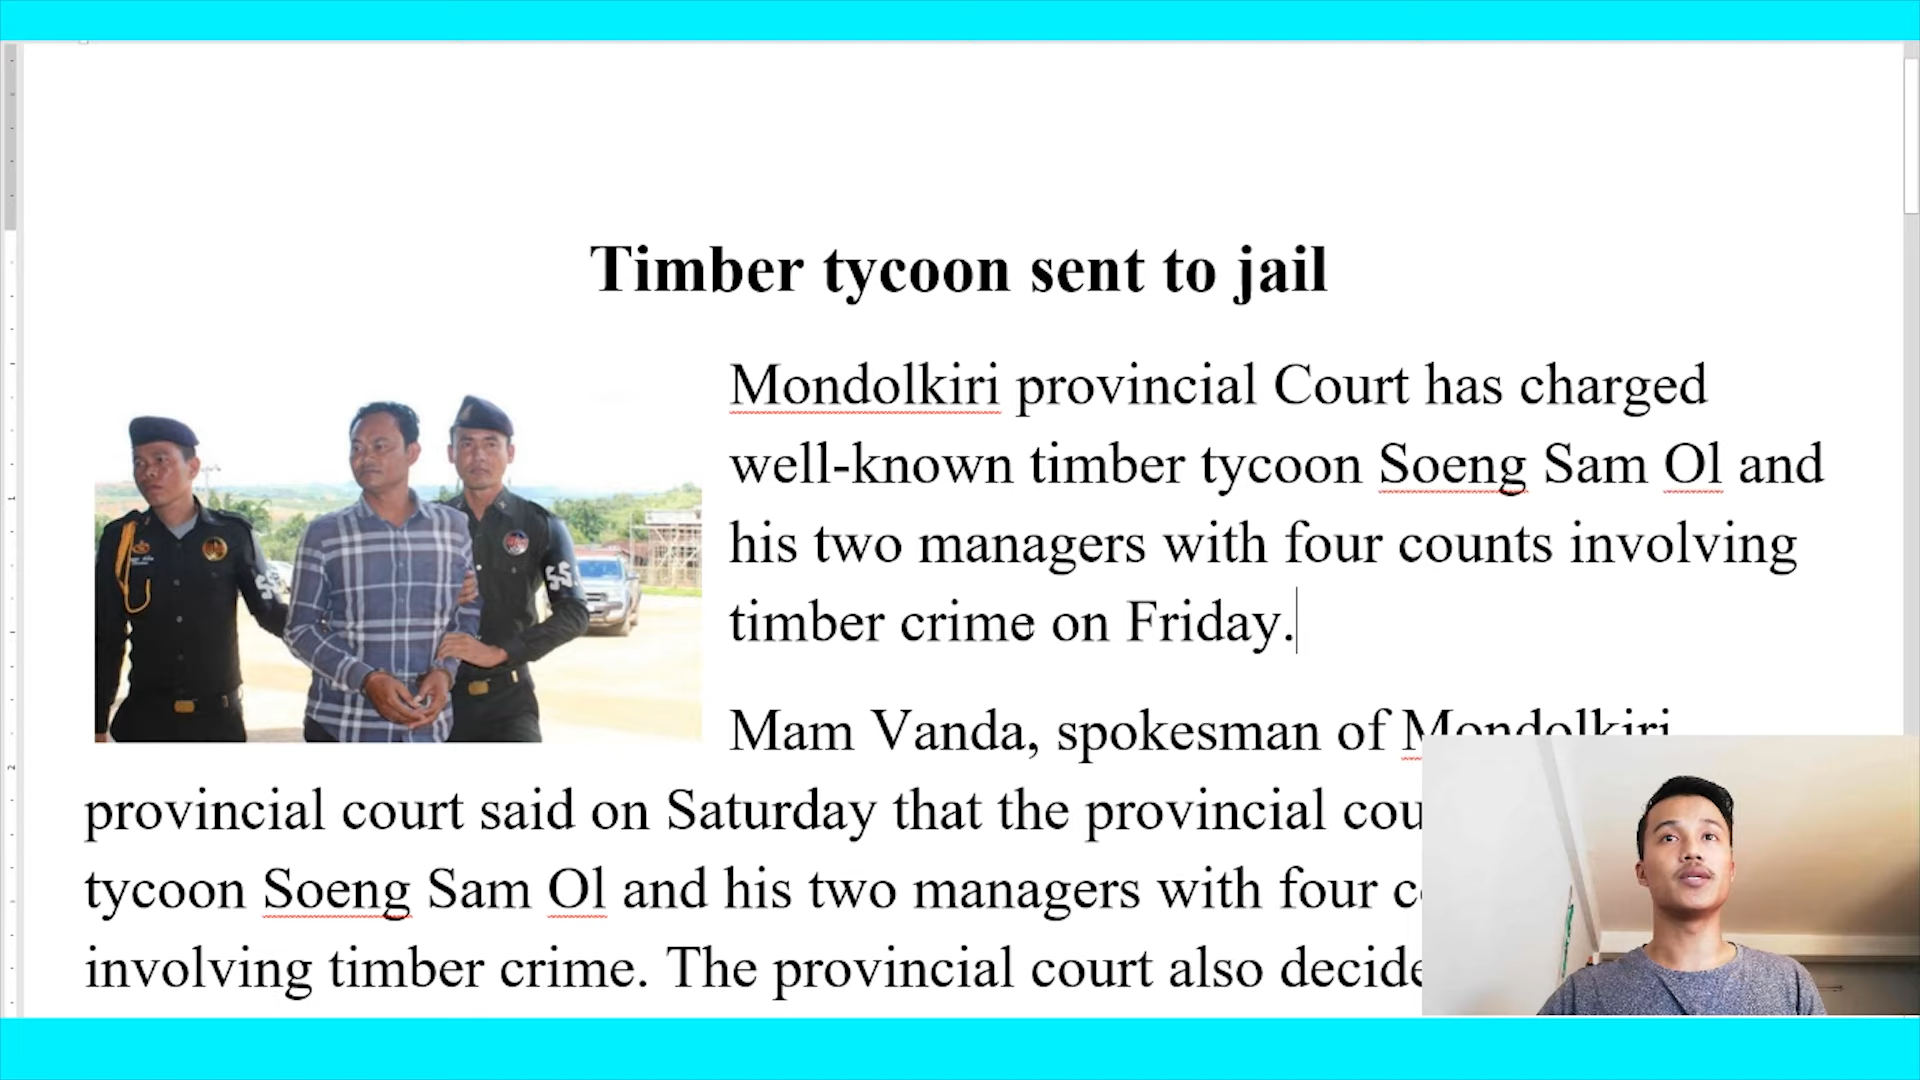 Timber tycoon sent to jail
Mondolkiri provincial Court has charged
well-known timber tycoon Soeng Sam Ol and
his two managers with four counts involving
timber crime on Friday.
Mam Vanda, spokesman of Mondolkiri
provincial court said on Saturday that the provincial
tycoon Soeng Sam Ol and his two managers with four
involving timber crime. The provincial court also